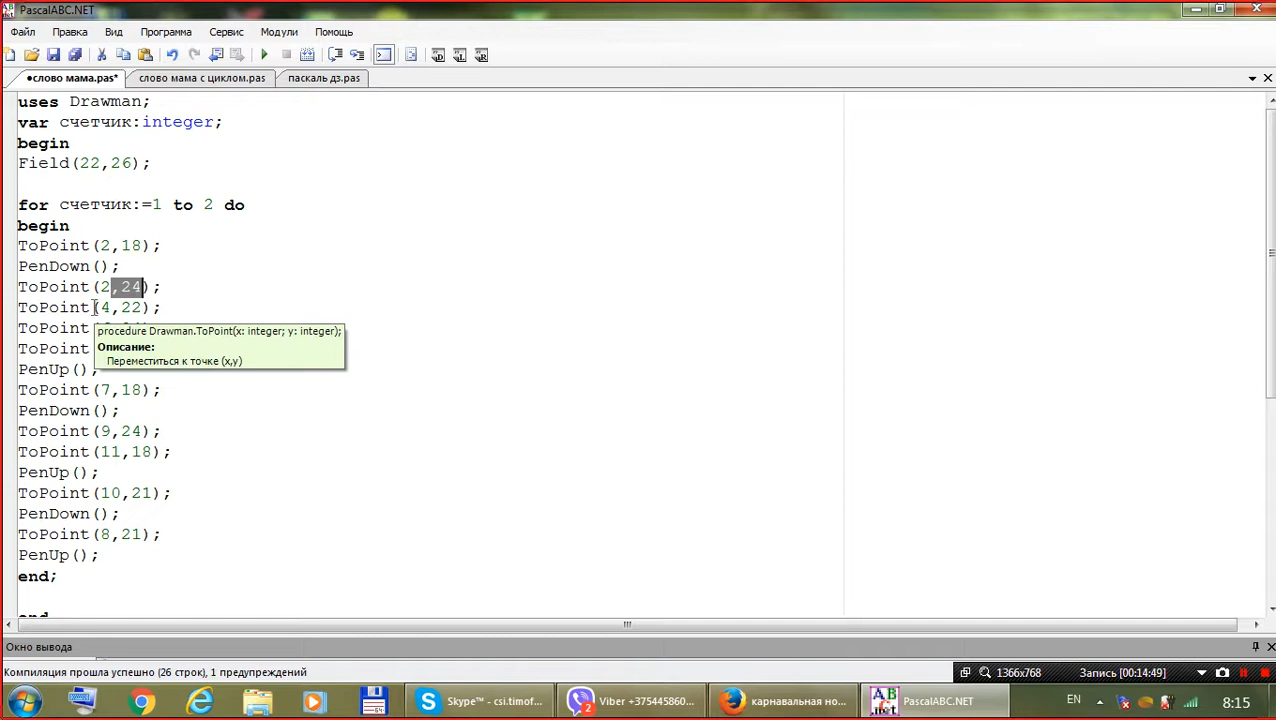 PascalABC.NET
Файл Правка Вид Программа Сервис Модули Помощь
•слово мама.pas* слово мама с циклом.pas паскаль дз.pas
uses Drawman;
var счетчик:integer;
begin
Field(22,26);
for счетчик:=1 to 2 do
begin
ToPoint(2,18);
PenDown();
ToPoint(2,24);
ToPoint(4,22);
ToPoint
procedure Drawman.ToPoint(x: integer; y: integer);
ToPoint
Описание:
Переместиться к точке (x,y)
PenUp();
ToPoint(7,18);
PenDown();
ToPoint(9,24);
ToPoint(11,18);
PenUp();
ToPoint(10,21);
PenDown();
ToPoint(8,21);
PenUp();
end;
end
Окно вывода
Компиляция прошла успешно (26 строк), 1 предупреждений
1366x768 Запись [00:14:49]
Skype™ - csi.timof... Viber +375445860... карнавальная но... PascalABC.NET EN 8:15